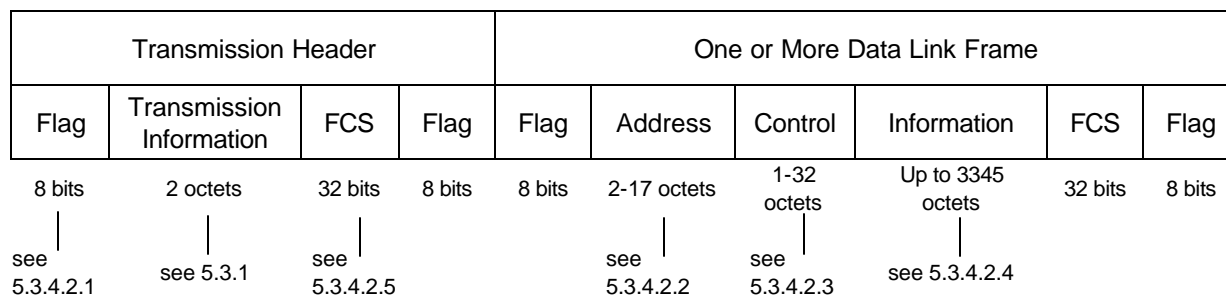 Transmission Header
One or More Data Link Frame
Flag
Transmission
Information
FCS
Flag
Flag
Address
Control
Information
FCS
Flag
8 bits
2 octets
32 bits
8 bits
8 bits
2-17 octets
1-32
octets
Up to 3345
octets
32 bits
8 bits
see
5.3.4.2.1
see 5.3.1
see
5.3.4.2.5
see
5.3.4.2.2
see
5.3.4.2.3
see 5.3.4.2.4